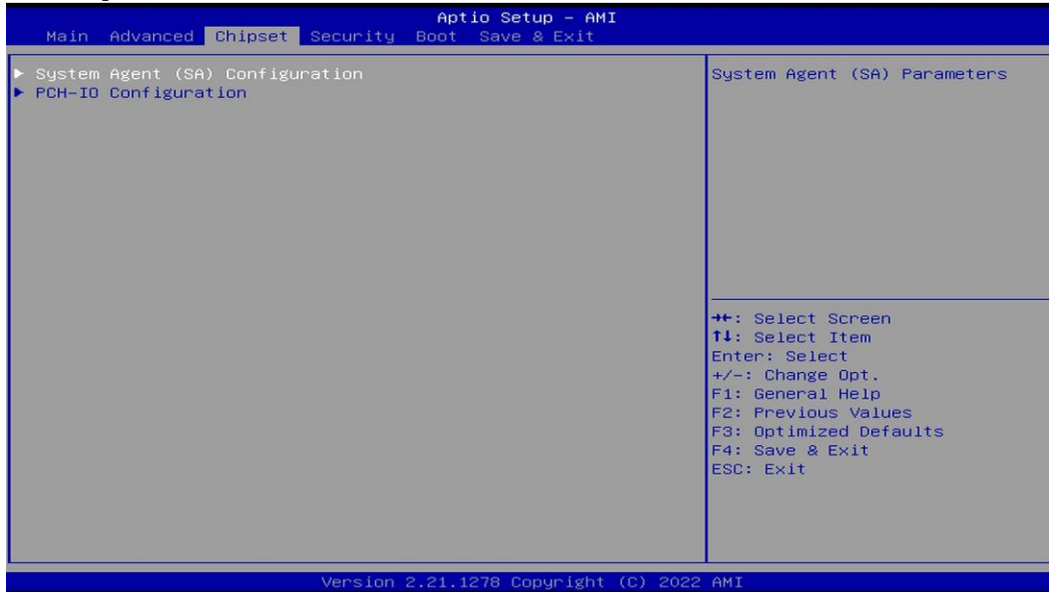 Aptio Setup – AMI
Main Advanced Chipset Security Boot Save & Exit
▶ System Agent (SA) Configuration
▶ PCH-IO Configuration
System Agent (SA) Parameters
→←: Select Screen
↑↓: Select Item
Enter: Select
+/-: Change Opt.
F1: General Help
F2: Previous Values
F3: Optimized Defaults
F4: Save & Exit
ESC: Exit
Version 2.21.1278 Copyright (C) 2022 AMI